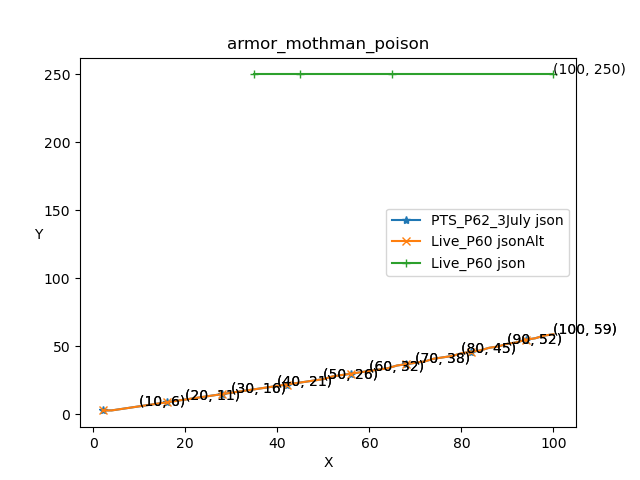 armor_mothman_poison
250
200
150
100
50
0
Y
0 20 40 60 80 100
X
PTS_P62_3July json
Live_P60 jsonAlt
Live_P60 json
(100, 250)
(10, 6)
(20, 11)
(30, 16)
(40, 21)
(50, 26)
(60, 32)
(70, 38)
(80, 45)
(90, 52)
(100, 59)